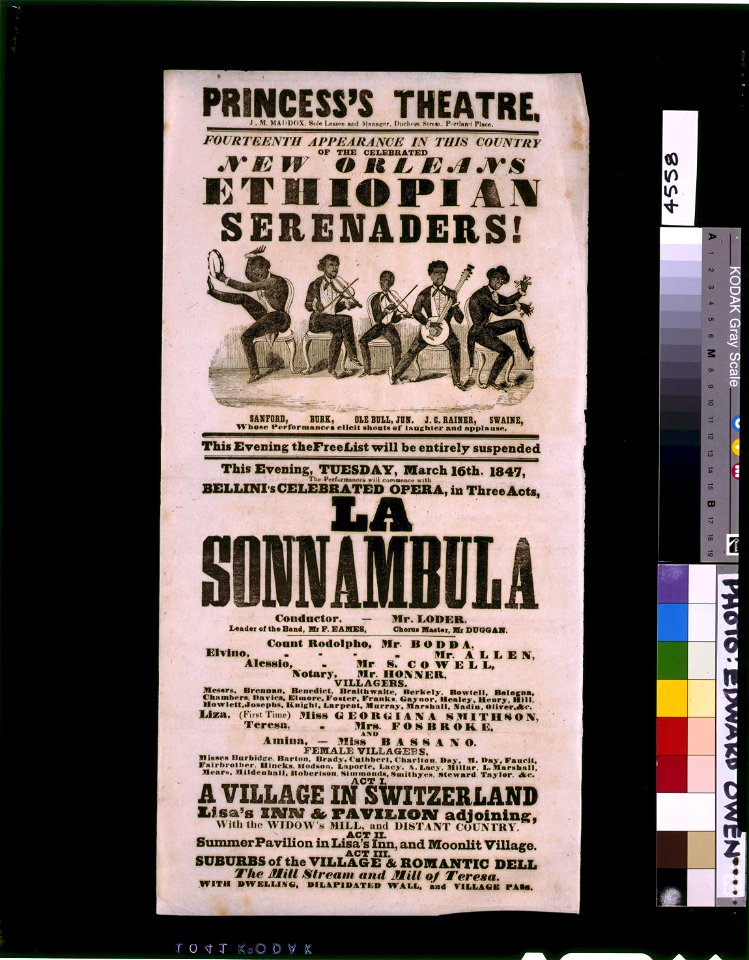 PRINCESS'S THEATRE.
J. M. MADDOX, Sole Lessee and Manager, Duchess Street, Portland Place.
FOURTEENTH APPEARANCE IN THIS COUNTRY
OF THE CELEBRATED
NEW ORLEANS
ETHIOPIAN
SERENADERS!
SANFORD, BURK, OLE BULL, JUN. J. C. RAINER, SWAINE,
Whose Performances elicit shouts of laughter and applause.
This Evening the Free List will be entirely suspended
This Evening, TUESDAY, March 16th, 1847,
The Performances will commence with
BELLINI's CELEBRATED OPERA, in Three Acts,
LA
SONNAMBULA
Conductor. — Mr. LODER.
Leader of the Band, Mr F. EAMES, Chorus Master, Mr DUGGAN.
Count Rodolpho, Mr. BODDA,
Elvino, - - - - Mr. ALLEN,
Alessio, - Mr S. COWELL,
Notary, Mr. HONNER,
VILLAGERS.
Messrs. Brennan, Benedict, Braithwaite, Berkely, Bowtell, Bologna,
Chambers, Davies, Elmore, Foster, Franks, Gaynor, Healey, Henry, Hill,
Howlett, Josephs, Knight, Larpent, Murray, Marshall, Nadin, Oliver, &c.
Liza, (First Time) Miss GEORGIANA SMITHSON,
Teresa, - Mrs. FOSBROKE,
AND
Amina, — Miss BASSANO.
FEMALE VILLAGERS,
Misses Burbidge, Barton, Brady, Cuthbert, Charlton, Day, M. Day, Faucit,
Fairbrother, Hincks, Hodson, Laporte, Lacy, A. Lacy, Millar, L. Marshall,
Mears, Mildenhall, Robertson, Simmonds, Smithyes, Steward, Taylor, &c.
ACT I.
A VILLAGE IN SWITZERLAND
Lisa's INN & PAVILION adjoining,
With the WIDOW's MILL, and DISTANT COUNTRY.
ACT II.
Summer Pavilion in Lisa's Inn, and Moonlit Village.
ACT III.
SUBURBS of the VILLAGE & ROMANTIC DELL
The Mill Stream and Mill of Teresa.
WITH DWELLING, DILAPIDATED WALL, and VILLAGE PASS.
4558
KODAK Gray Scale
A 1 2 3 4 5 6 M 8 9 10 11 12 13 14 15 B 17 18 19
C
Y
M
PHOTO: EDWARD OWEN
1041 KODAK